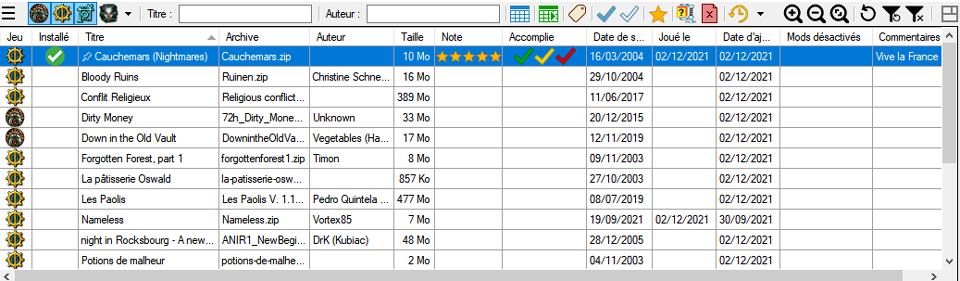 Titre : Auteur :
Jeu Installé Titre Archive Auteur Taille Note Accomplie Date de s... Joué le Date d'aj... Mods désactivés Commentaires
Cauchemars (Nightmares) Cauchemars.zip 10 Mo 16/03/2004 02/12/2021 02/12/2021 Vive la France
Bloody Ruins Ruinen.zip Christine Schne... 16 Mo 29/10/2004 02/12/2021
Conflit Religieux Religious conflict... 389 Mo 11/06/2017 02/12/2021
Dirty Money 72h_Dirty_Mone... Unknown 33 Mo 20/12/2015 02/12/2021
Down in the Old Vault DownintheOldVa... Vegetables (Ha... 17 Mo 12/11/2019 02/12/2021
Forgotten Forest, part 1 forgottenforest1.zip Timon 8 Mo 09/11/2003 02/12/2021
La pâtisserie Oswald la-patisserie-osw... 857 Ko 27/10/2003 02/12/2021
Les Paolis Les Paolis V. 1.1... Pedro Quintela ... 477 Mo 08/07/2019 02/12/2021
Nameless Nameless.zip Vortex85 7 Mo 19/09/2021 02/12/2021 30/09/2021
night in Rocksbourg - A new... ANIR1_NewBegi... DrK (Kubiac) 48 Mo 28/12/2005 02/12/2021
Potions de malheur potions-de-malhe... 2 Mo 04/11/2003 02/12/2021